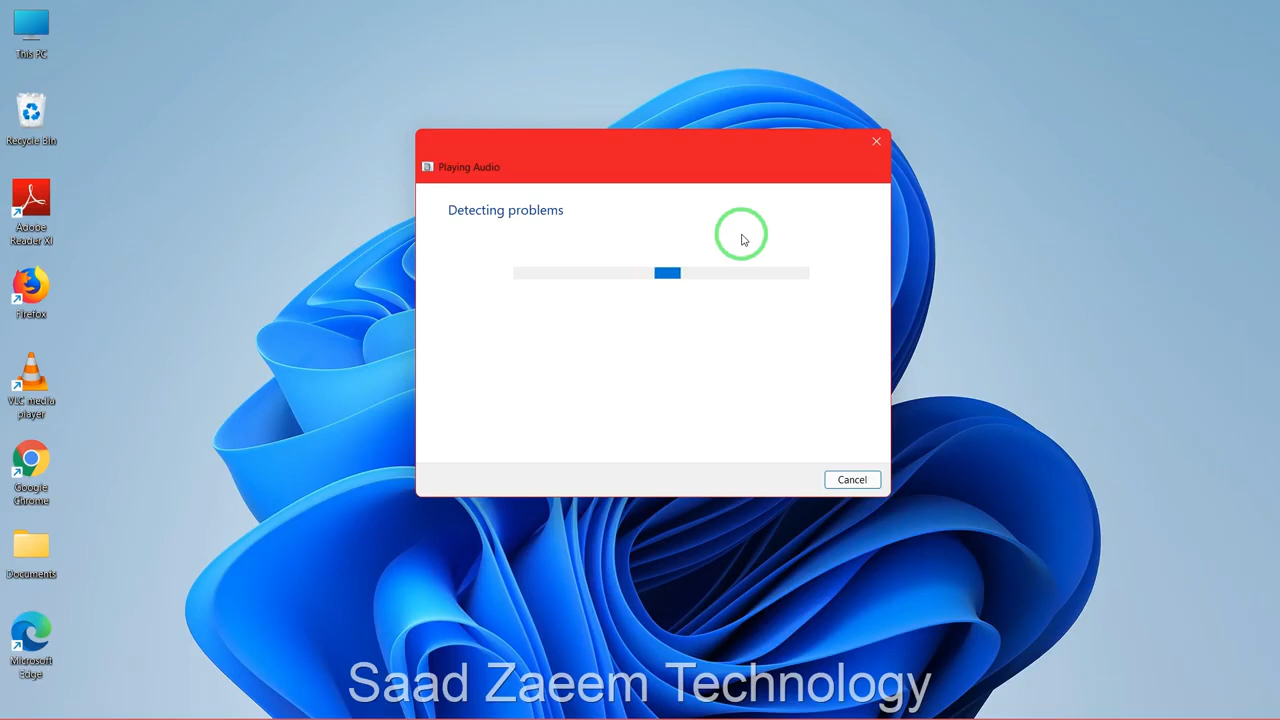 This PC
Recycle Bin
Adobe
Reader XI
Firefox
VLC media
player
Google
Chrome
Documents
Microsoft
Edge
Playing Audio
Detecting problems
Cancel
Saad Zaeem Technology